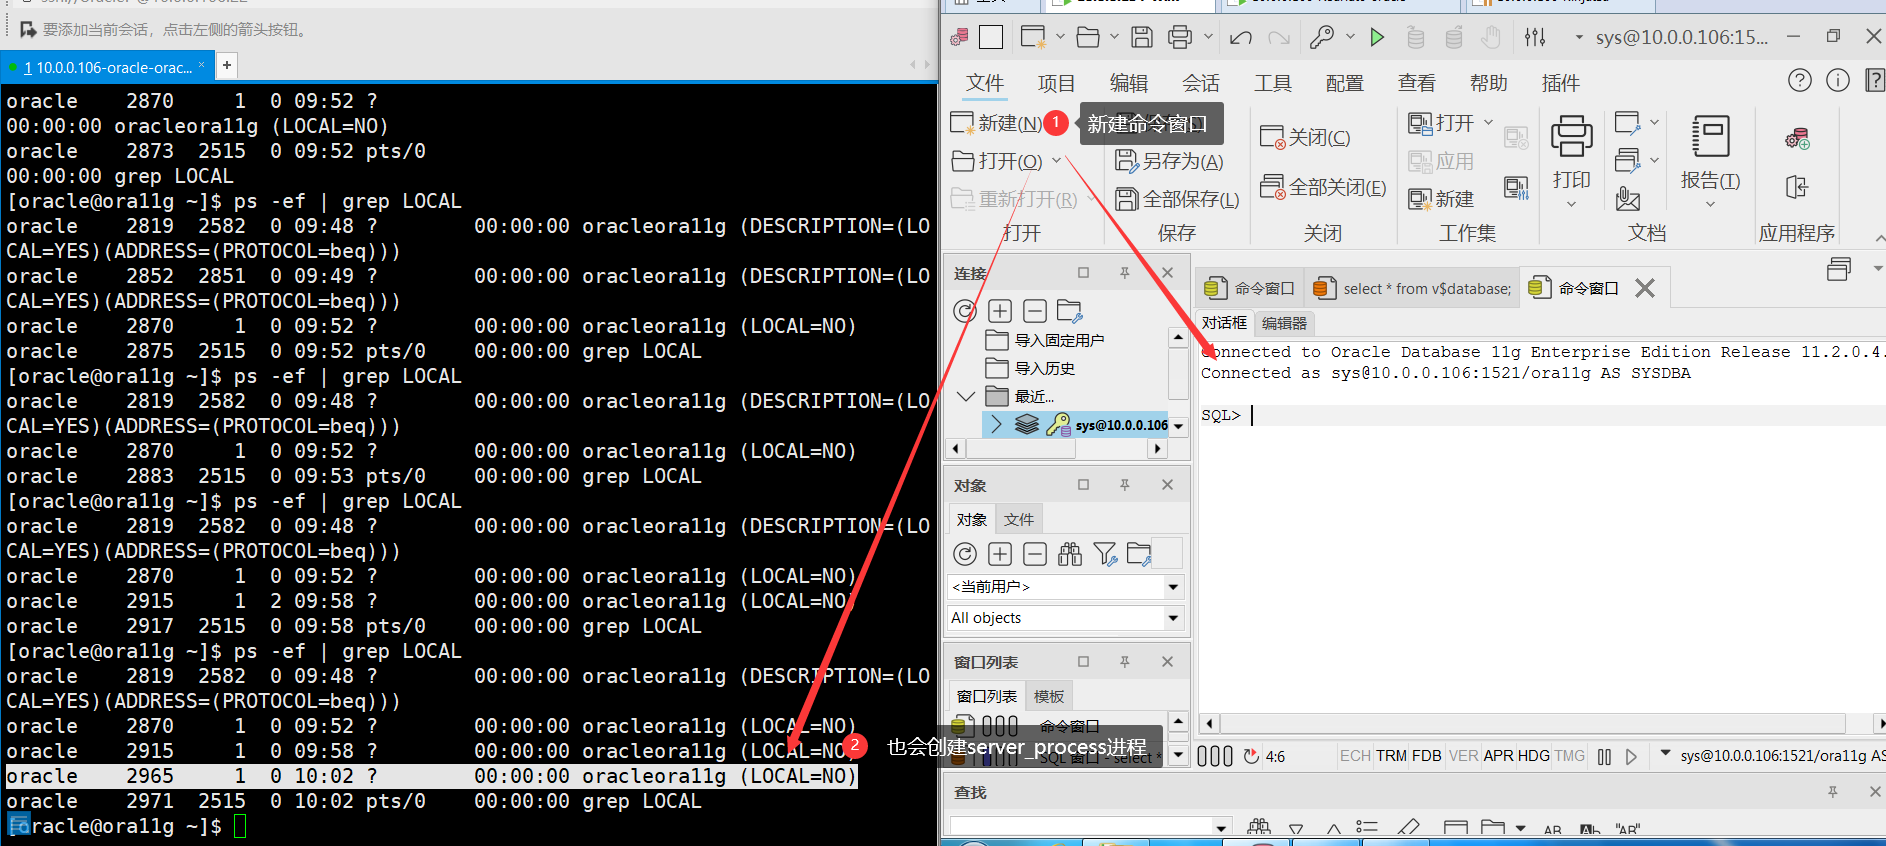 要添加当前会话，点击左侧的箭头按钮。
1 10.0.0.106-oracle-orac...
oracle    2870      1  0 09:52 ?
00:00:00 oracleora11g (LOCAL=NO)
oracle    2873   2515  0 09:52 pts/0
00:00:00 grep LOCAL
[oracle@ora11g ~]$ ps -ef | grep LOCAL
oracle    2819   2582  0 09:48 ?        00:00:00 oracleora11g (DESCRIPTION=(LO
CAL=YES)(ADDRESS=(PROTOCOL=beq)))
oracle    2852   2851  0 09:49 ?        00:00:00 oracleora11g (DESCRIPTION=(LO
CAL=YES)(ADDRESS=(PROTOCOL=beq)))
oracle    2870      1  0 09:52 ?        00:00:00 oracleora11g (LOCAL=NO)
oracle    2875   2515  0 09:52 pts/0    00:00:00 grep LOCAL
[oracle@ora11g ~]$ ps -ef | grep LOCAL
oracle    2819   2582  0 09:48 ?        00:00:00 oracleora11g (DESCRIPTION=(LO
CAL=YES)(ADDRESS=(PROTOCOL=beq)))
oracle    2870      1  0 09:52 ?        00:00:00 oracleora11g (LOCAL=NO)
oracle    2883   2515  0 09:53 pts/0    00:00:00 grep LOCAL
[oracle@ora11g ~]$ ps -ef | grep LOCAL
oracle    2819   2582  0 09:48 ?        00:00:00 oracleora11g (DESCRIPTION=(LO
CAL=YES)(ADDRESS=(PROTOCOL=beq)))
oracle    2870      1  0 09:52 ?        00:00:00 oracleora11g (LOCAL=NO)
oracle    2915      1  2 09:58 ?        00:00:00 oracleora11g (LOCAL=NO)
oracle    2917   2515  0 09:58 pts/0    00:00:00 grep LOCAL
[oracle@ora11g ~]$ ps -ef | grep LOCAL
oracle    2819   2582  0 09:48 ?        00:00:00 oracleora11g (DESCRIPTION=(LO
CAL=YES)(ADDRESS=(PROTOCOL=beq)))
oracle    2870      1  0 09:52 ?        00:00:00 oracleora11g (LOCAL=NO)
oracle    2915      1  0 09:58 ?        00:00:00 oracleora11g (LOCAL=NO)
oracle    2965      1  0 10:02 ?        00:00:00 oracleora11g (LOCAL=NO)
oracle    2971   2515  0 10:02 pts/0    00:00:00 grep LOCAL
[oracle@ora11g ~]$
2 也会创建server_process进程
sys@10.0.0.106:15...
文件 项目 编辑 会话 工具 配置 查看 帮助 插件
新建(N) 1 新建命令窗口
打开(O) 另存为(A)
重新打开(R) 全部保存(L)
关闭(C)
全部关闭(E)
打开
应用
新建
打印
报告(T)
打开 保存 关闭 工作集 文档 应用程序
连接
导入固定用户
导入历史
最近...
sys@10.0.0.106
命令窗口 select * from v$database; 命令窗口
对话框 编辑器
Connected to Oracle Database 11g Enterprise Edition Release 11.2.0.4.
Connected as sys@10.0.0.106:1521/ora11g AS SYSDBA
SQL>
对象
对象 文件
<当前用户>
All objects
窗口列表
窗口列表 模板
命令窗口
SQL 窗口 - select *
4:6 ECH TRM FDB VER APR HDG TMG sys@10.0.0.106:1521/ora11g AS
查找
AB Ab "AB"